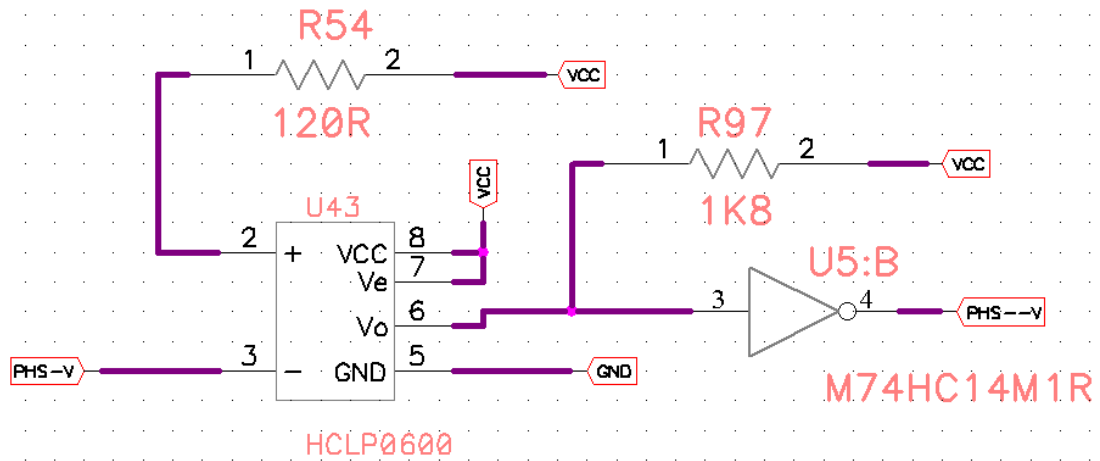 R54
1 2 VCC
120R
R97
1 2 VCC
1K8
VCC
U43
2 + VCC 8
Ve 7
Vo 6
U5:B
3 4 PHS--V
PHS-V 3 - GND 5 GND
M74HC14M1R
HCLP0600